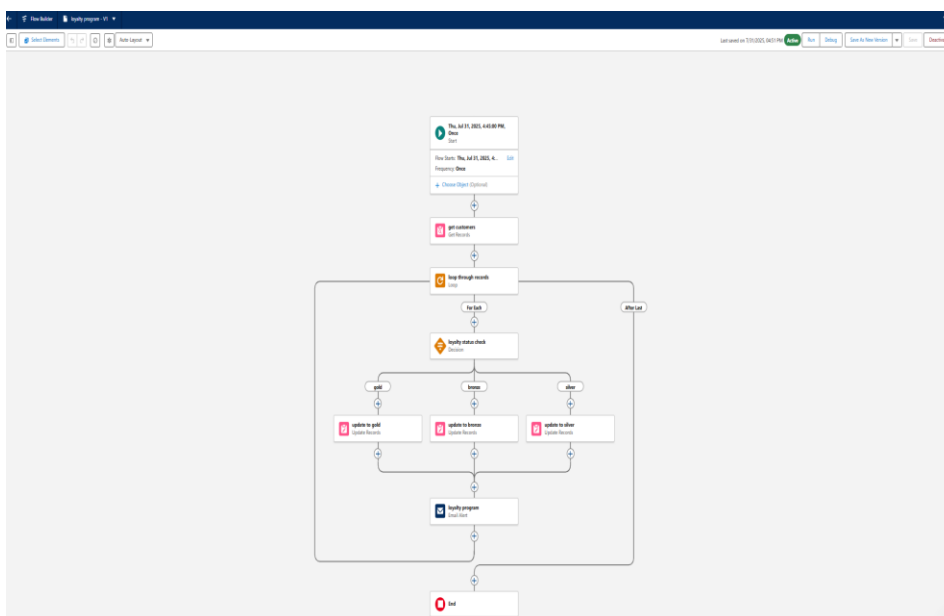 Flow Builder
loyalty program - V1
Select Elements
Auto-Layout
Last saved on 7/31/2025, 04:51 PM
Active
Run
Debug
Save As New Version
Save
Deactivate
Thu, Jul 31, 2025, 4:45:00 PM,
Once
Start
Flow Starts: Thu, Jul 31, 2025, 4...
Edit
Frequency: Once
+ Choose Object (Optional)
get customers
Get Records
loop through records
Loop
For Each
After Last
loyalty status check
Decision
gold
bronze
silver
update to gold
Update Records
update to bronze
Update Records
update to silver
Update Records
loyalty program
Email Alert
End